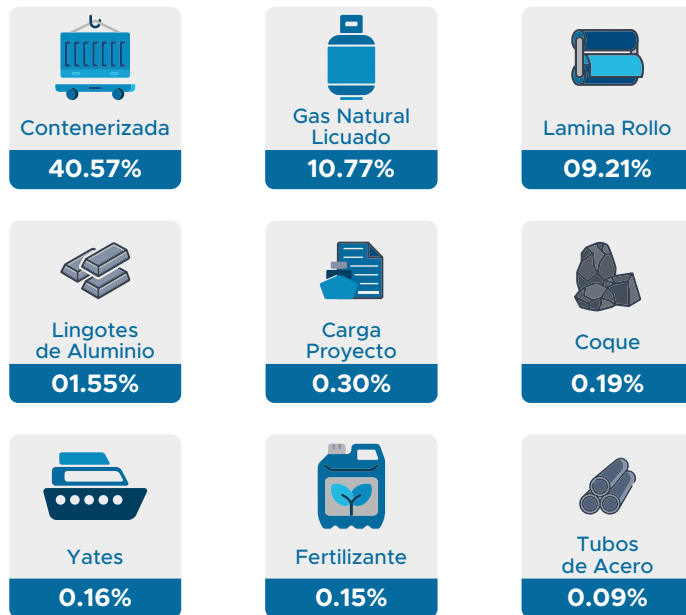 Contenerizada
40.57%
Gas Natural
Licuado
10.77%
Lamina Rollo
09.21%
Lingotes
de Aluminio
01.55%
Carga
Proyecto
0.30%
Coque
0.19%
Yates
0.16%
Fertilizante
0.15%
Tubos
de Acero
0.09%